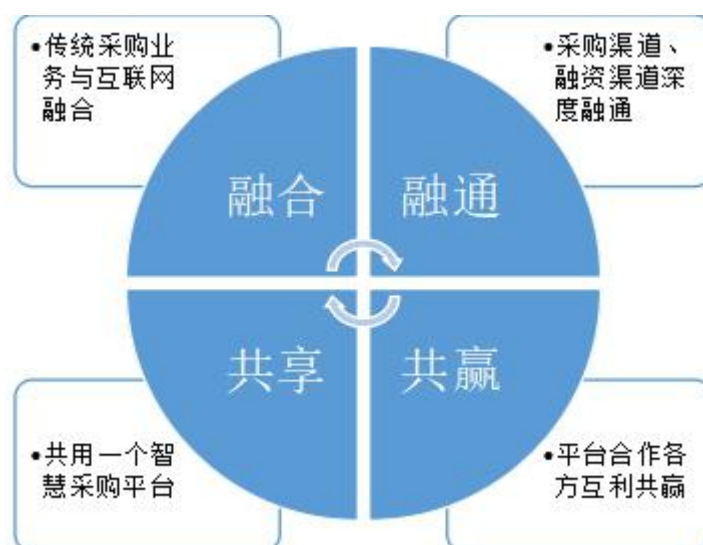 •传统采购业
务与互联网
融合
•采购渠道、
融资渠道深
度融通
融合
融通
共享
共赢
•共用一个智
慧采购平台
•平台合作各
方互利共赢